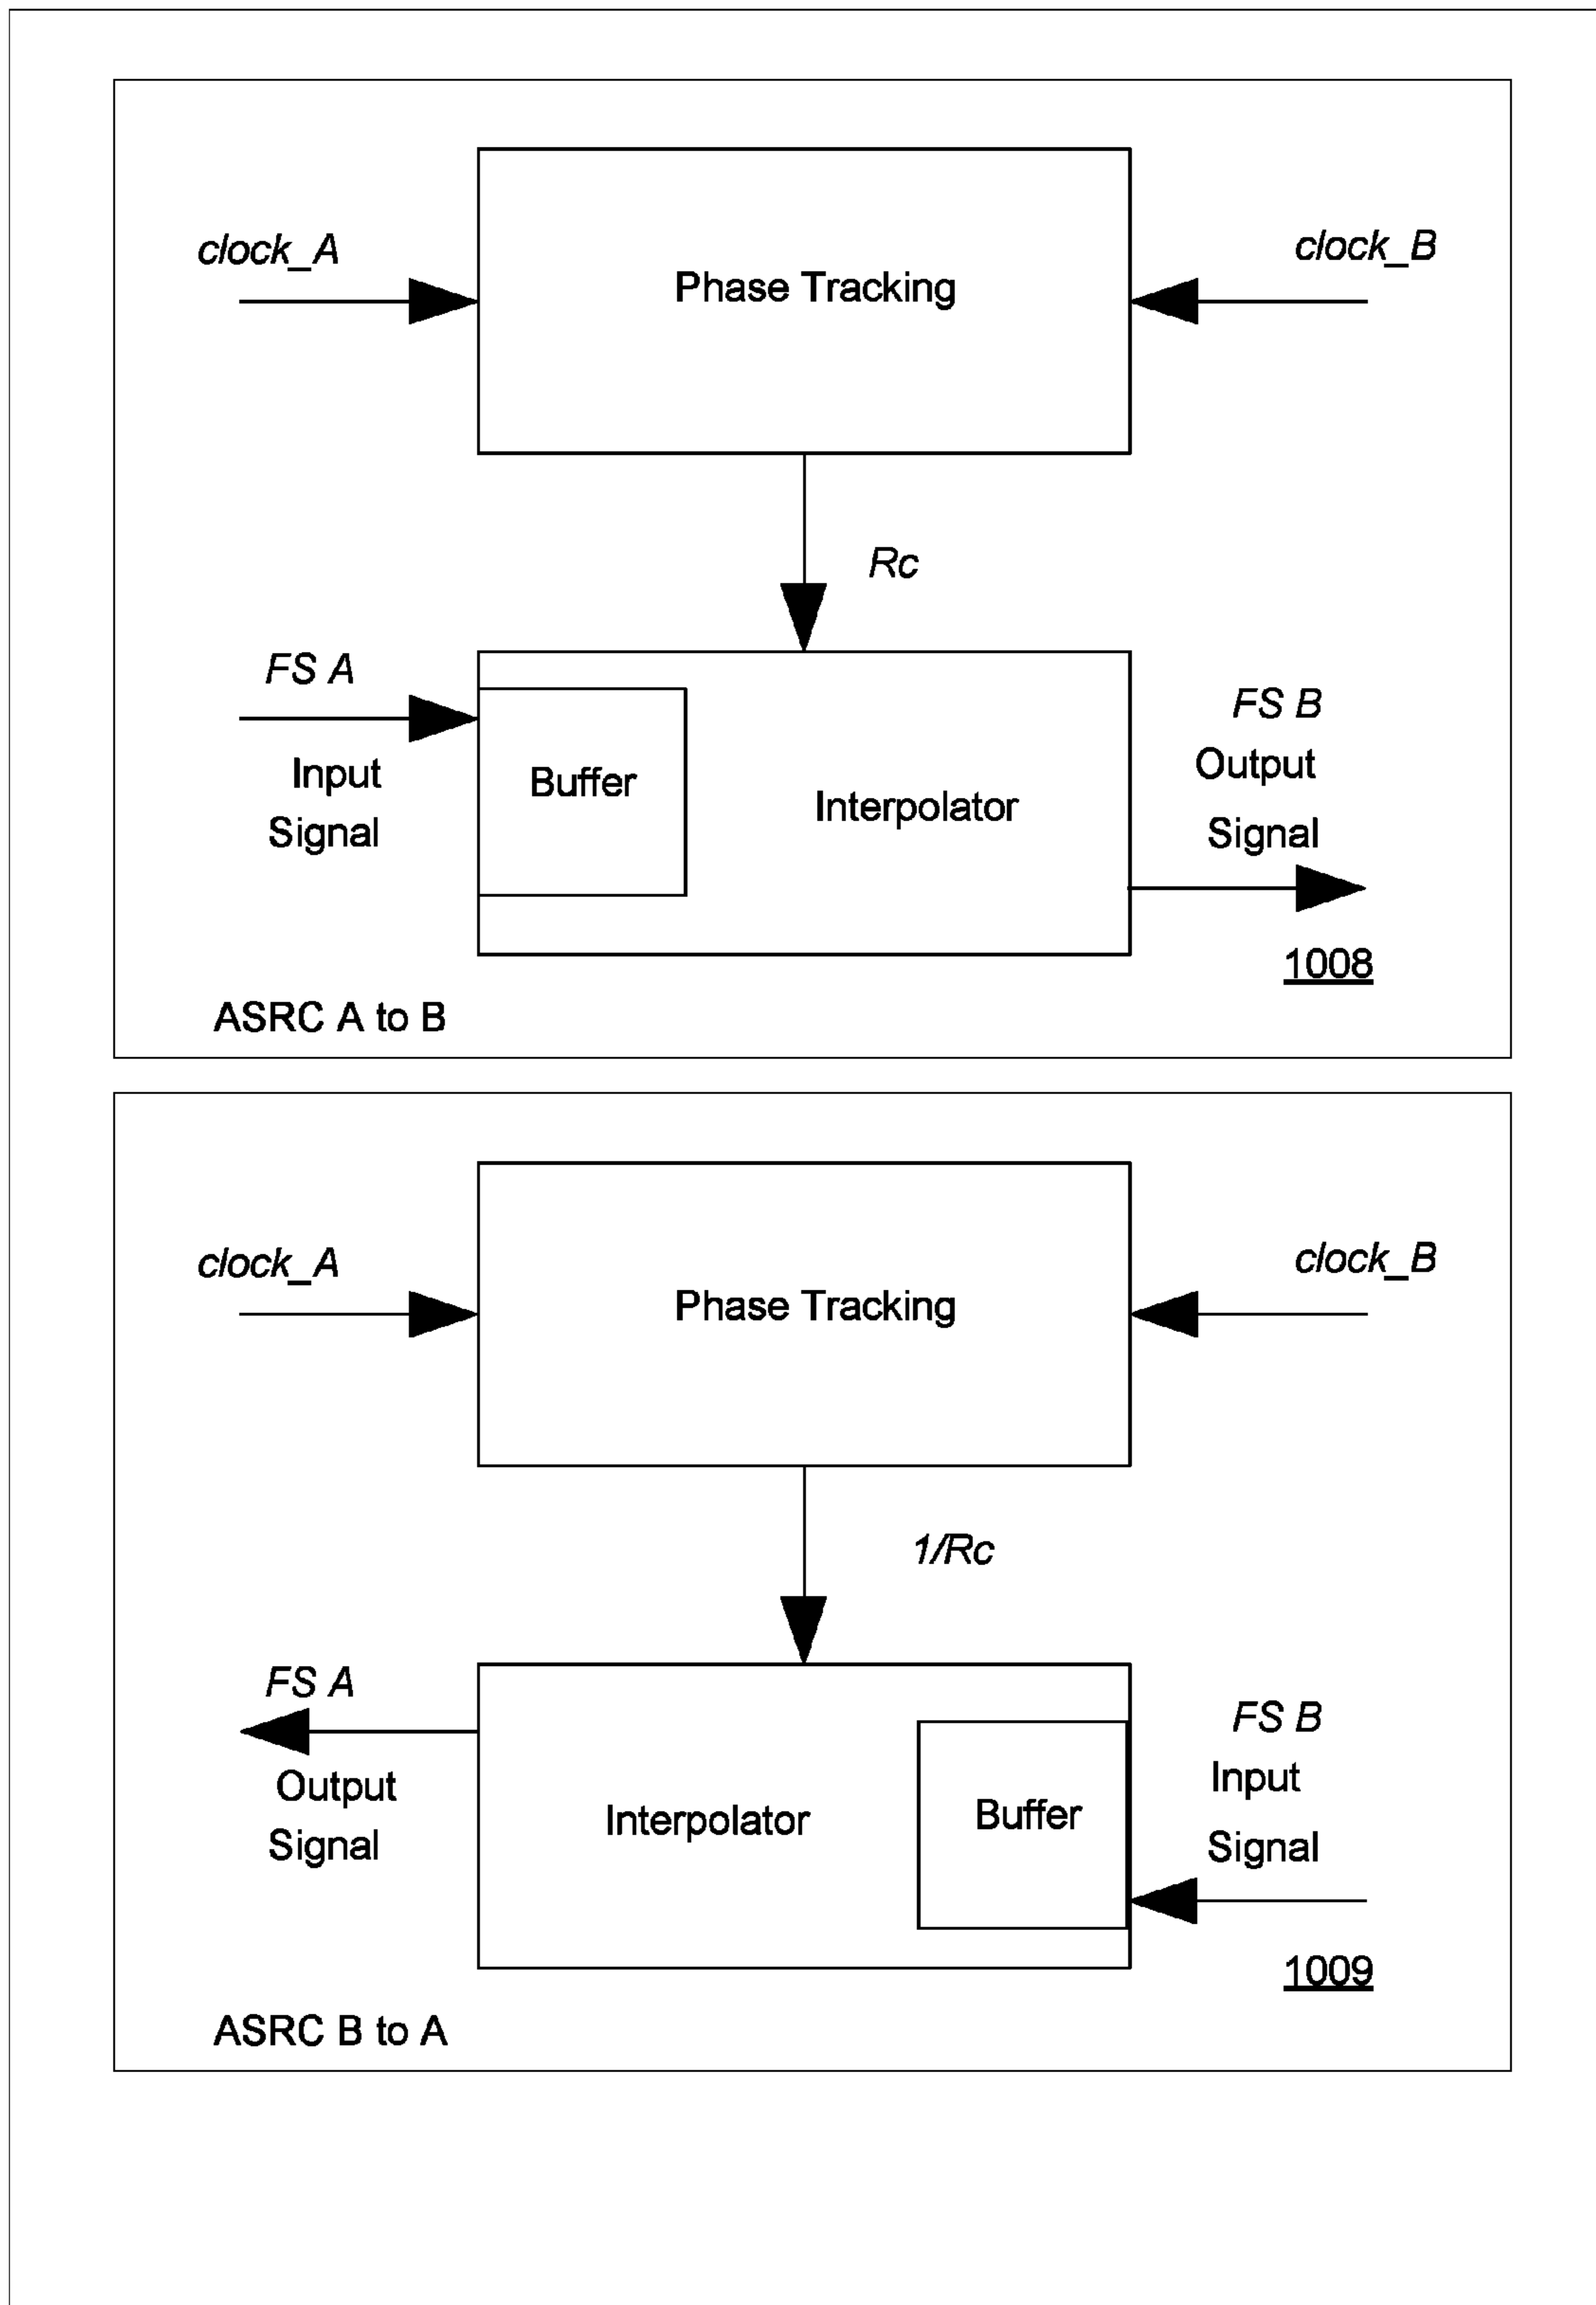 clock_A
clock_B
Phase Tracking
Rc
FS A
Input
Signal
Buffer
Interpolator
FS B
Output
Signal
1008
ASRC A to B
clock_A
clock_B
Phase Tracking
1/Rc
FS A
Output
Signal
Interpolator
Buffer
FS B
Input
Signal
1009
ASRC B to A